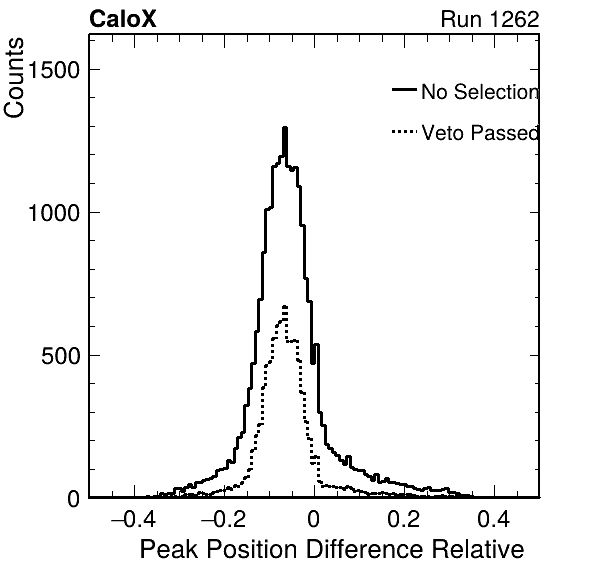 CaloX Run 1262
Counts
1500
1000
500
0
No Selection
Veto Passed
−0.4 −0.2 0 0.2 0.4
Peak Position Difference Relative